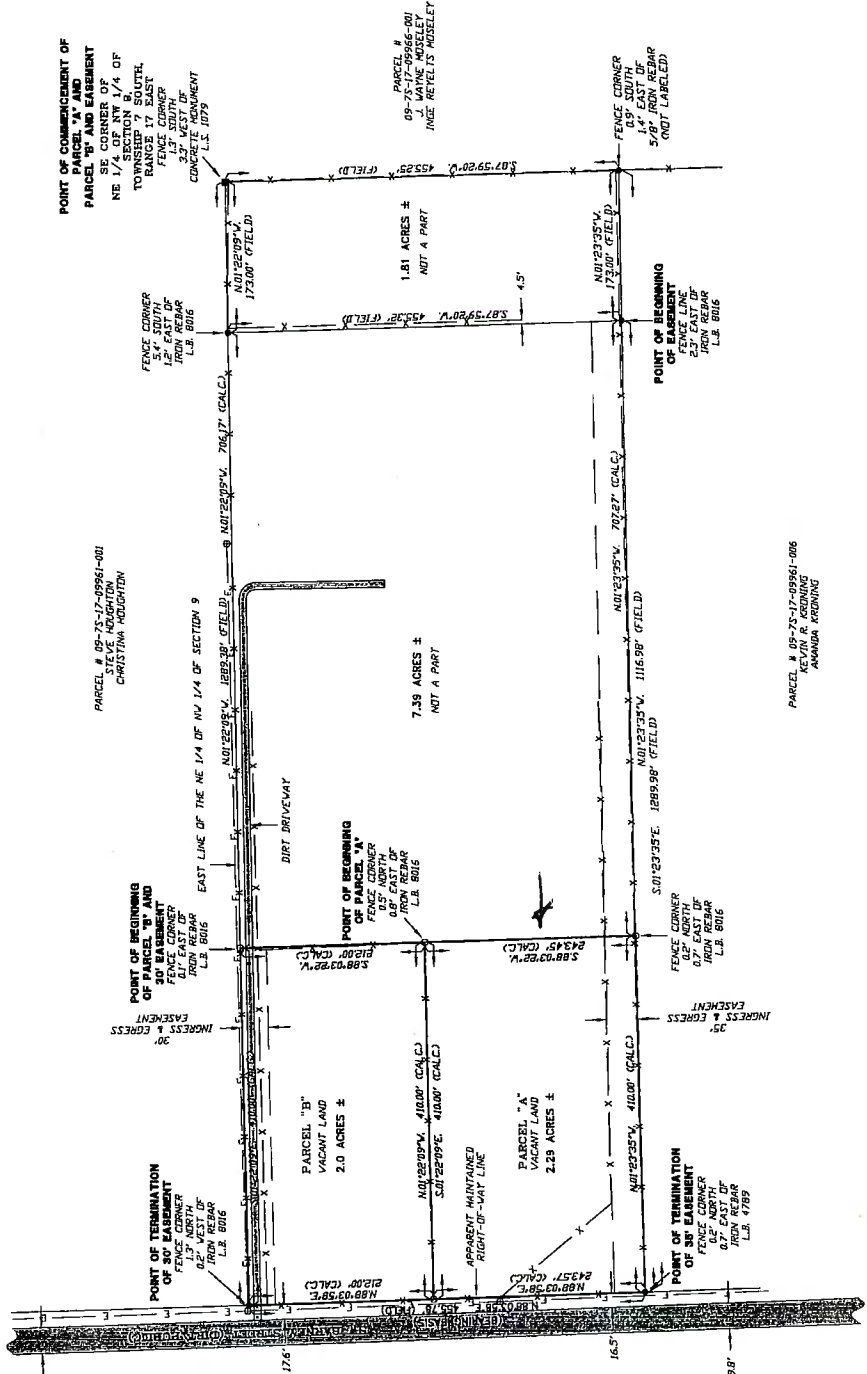 POINT OF COMMENCEMENT OF
PARCEL "A" AND
PARCEL "B" AND EASEMENT
SE CORNER OF
NE 1/4 OF NW 1/4 OF
SECTION 9,
TOWNSHIP 7 SOUTH,
RANGE 17 EAST
FENCE CORNER
1.3' SOUTH
3.3' WEST OF
CONCRETE MONUMENT
L.S. 1079
PARCEL #
09-7S-17-09966-001
J. WAYNE MOSELEY
INGE REYELTS MOSELEY
FENCE CORNER
0.9' SOUTH
1.4' EAST OF
5/8" IRON REBAR
(NOT LABELED)
S.87°59'20"W. 455.25' (FIELD)
N.01°22'09"W.
173.00' (FIELD)
1.81 ACRES ±
NOT A PART
N.01°23'35"W.
173.00' (FIELD)
FENCE CORNER
5.4' SOUTH
1.2' EAST OF
IRON REBAR
L.B. 8016
S.87°59'20"W. 455.32' (FIELD)
4.5'
POINT OF BEGINNING
OF EASEMENT
FENCE LINE
2.3' EAST OF
IRON REBAR
L.B. 8016
N.01°22'09"W. 706.17' (CALC.)
PARCEL # 09-7S-17-09961-001
STEVE HOUGHTON
CHRISTINA HOUGHTON
N.01°22'09"W. 1289.38' (FIELD)
EAST LINE OF THE NE 1/4 OF NW 1/4 OF SECTION 9
7.39 ACRES ±
NOT A PART
DIRT DRIVEWAY
N.01°23'35"W. 707.27' (CALC.)
N.01°23'35"W. 1116.98' (FIELD)
S.01°23'35"E. 1289.98' (FIELD)
PARCEL # 09-7S-17-09961-006
KEVIN R. KRONING
AMANDA KRONING
POINT OF BEGINNING
OF PARCEL "B" AND
30' EASEMENT
FENCE CORNER
0.1' EAST OF
IRON REBAR
L.B. 8016
POINT OF BEGINNING
OF PARCEL "A"
FENCE CORNER
0.5' NORTH
0.8' EAST OF
IRON REBAR
L.B. 8016
S.88°03'22"W.
212.00' (CALC.)
S.88°03'22"W.
243.45' (CALC.)
FENCE CORNER
0.2' NORTH
0.7' EAST OF
IRON REBAR
L.B. 8016
30'
INGRESS & EGRESS
EASEMENT
35'
INGRESS & EGRESS
EASEMENT
410.00' (CALC.)
PARCEL "B"
VACANT LAND
2.0 ACRES ±
N.01°22'09"W. 410.00' (CALC.)
S.01°22'09"E. 410.00' (CALC.)
PARCEL "A"
VACANT LAND
2.29 ACRES ±
APPARENT MAINTAINED
RIGHT-OF-WAY LINE
N.01°23'35"W. 410.00' (CALC.)
POINT OF TERMINATION
OF 30' EASEMENT
FENCE CORNER
1.3' NORTH
0.2' WEST OF
IRON REBAR
L.B. 8016
N.88°03'58"E.
212.00' (CALC.)
N.88°03'58"E.
243.57' (CALC.)
N.88°03'58"E.
(FIELD)
(BEARING BASIS)
POINT OF TERMINATION
OF 35' EASEMENT
FENCE CORNER
0.2' NORTH
0.7' EAST OF
IRON REBAR
L.B. 4789
17.6'
16.5'